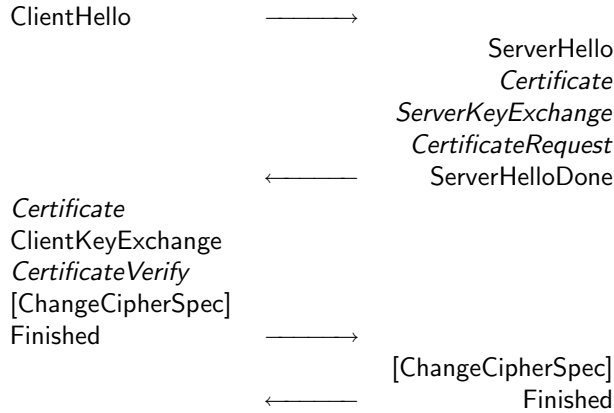 ClientHello
ServerHello
Certificate
ServerKeyExchange
CertificateRequest
ServerHelloDone
Certificate
ClientKeyExchange
CertificateVerify
[ChangeCipherSpec]
Finished
[ChangeCipherSpec]
Finished